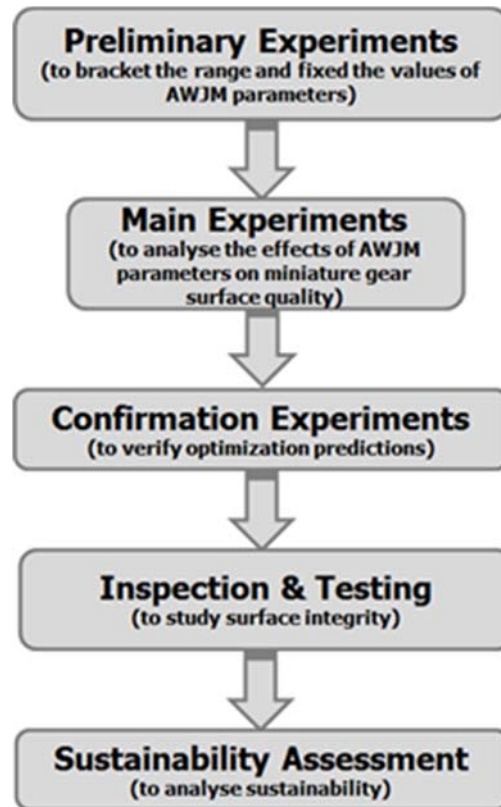 Preliminary Experiments
(to bracket the range and fixed the values of
AWJM parameters)
Main Experiments
(to analyse the effects of AWJM
parameters on miniature gear
surface quality)
Confirmation Experiments
(to verify optimization predictions)
Inspection & Testing
(to study surface integrity)
Sustainability Assessment
(to analyse sustainability)